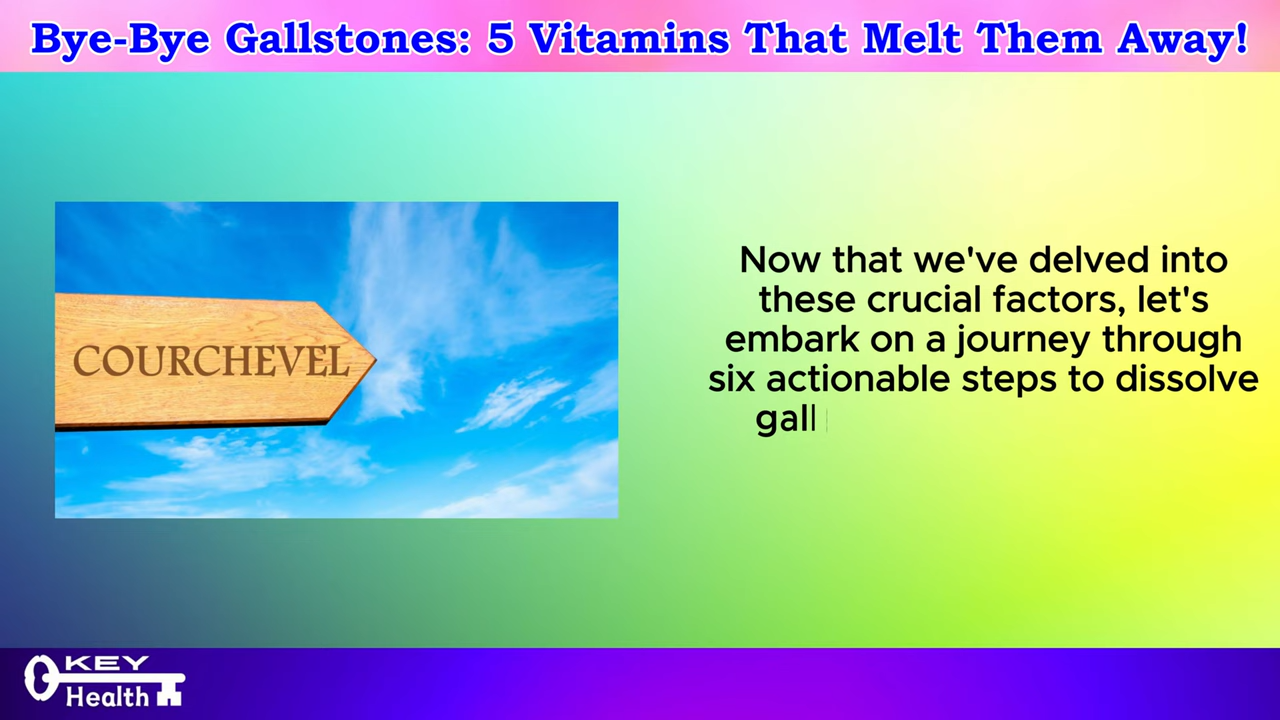 Bye-Bye Gallstones: 5 Vitamins That Melt Them Away!
COURCHEVEL
Now that we've delved into
these crucial factors, let's
embark on a journey through
six actionable steps to dissolve
gall
KEY
Health